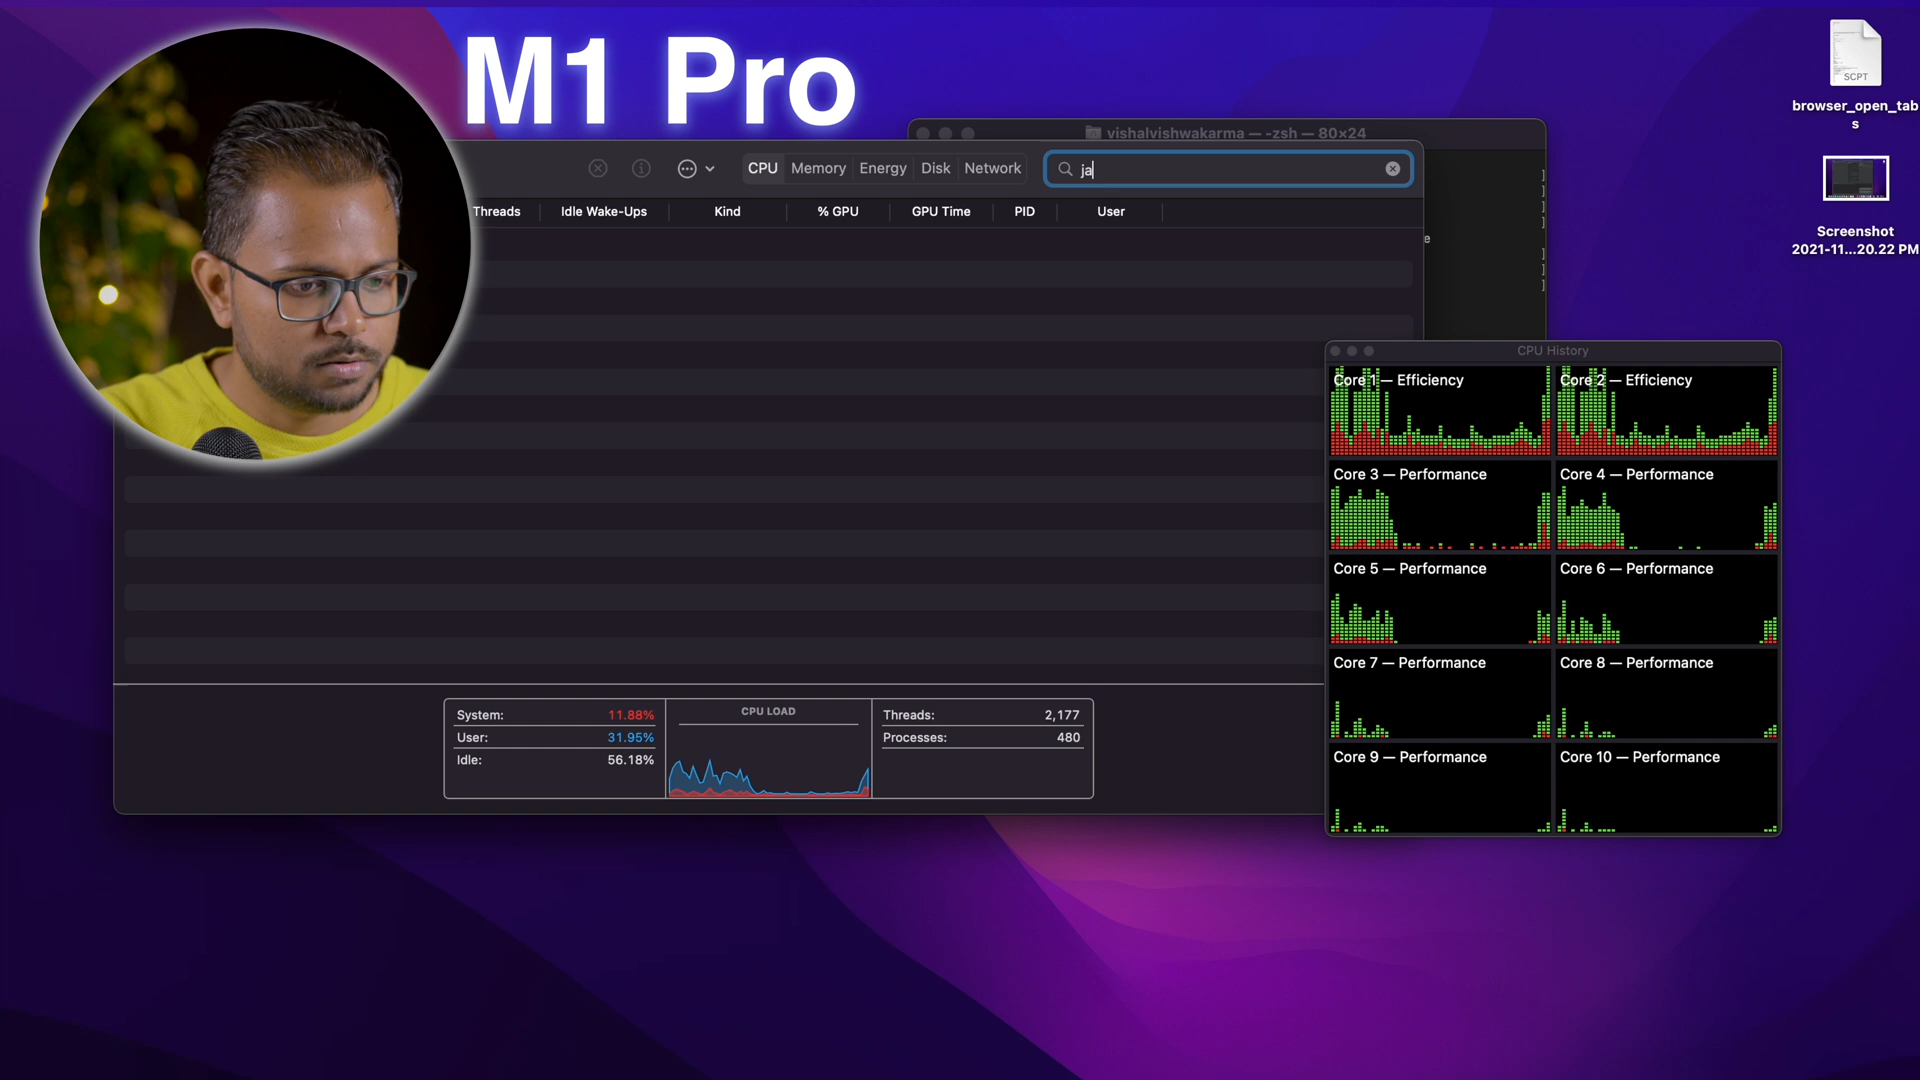 M1 Pro
SCPT
browser_open_tab
s
Screenshot
2021-11...20.22 PM
vishalvishwakarma — -zsh — 80×24
CPU Memory Energy Disk Network
ja
Threads Idle Wake-Ups Kind % GPU GPU Time PID User
e
]
]
]
]
]
]
]
CPU History
Core 1 — Efficiency
Core 2 — Efficiency
Core 3 — Performance
Core 4 — Performance
Core 5 — Performance
Core 6 — Performance
Core 7 — Performance
Core 8 — Performance
Core 9 — Performance
Core 10 — Performance
System: 11.88%
User: 31.95%
Idle: 56.18%
CPU LOAD
Threads: 2,177
Processes: 480